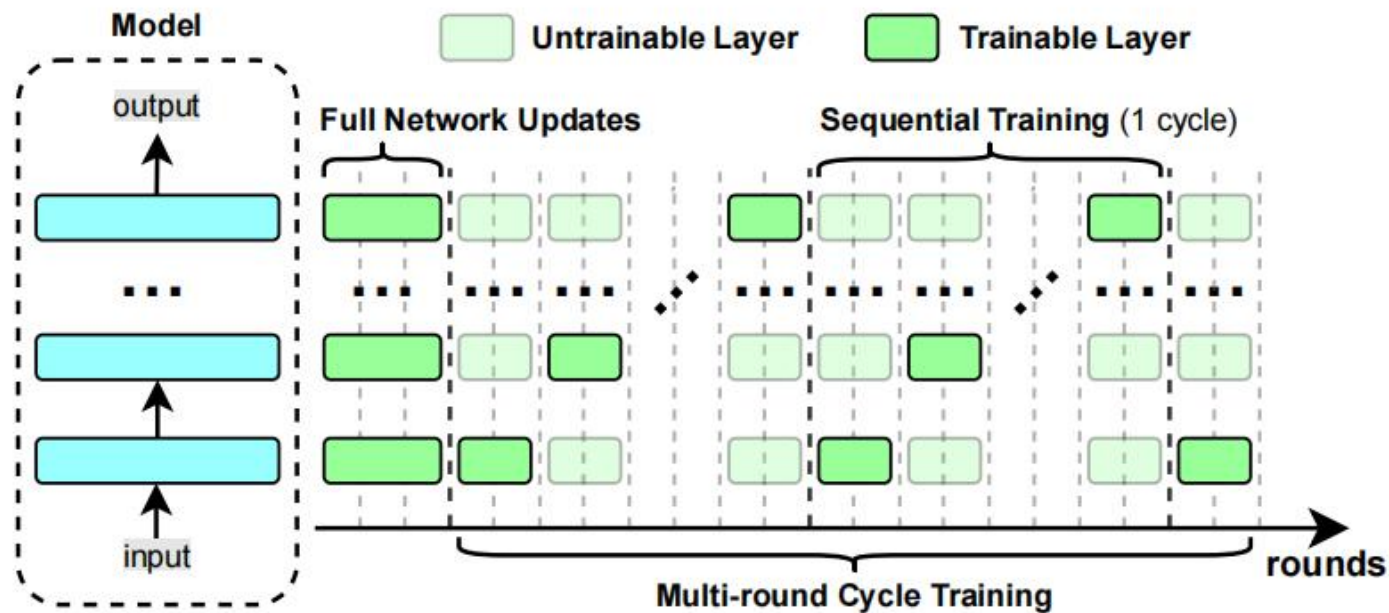 Model
Untrainable Layer
Trainable Layer
output
Full Network Updates
Sequential Training (1 cycle)
input
rounds
Multi-round Cycle Training